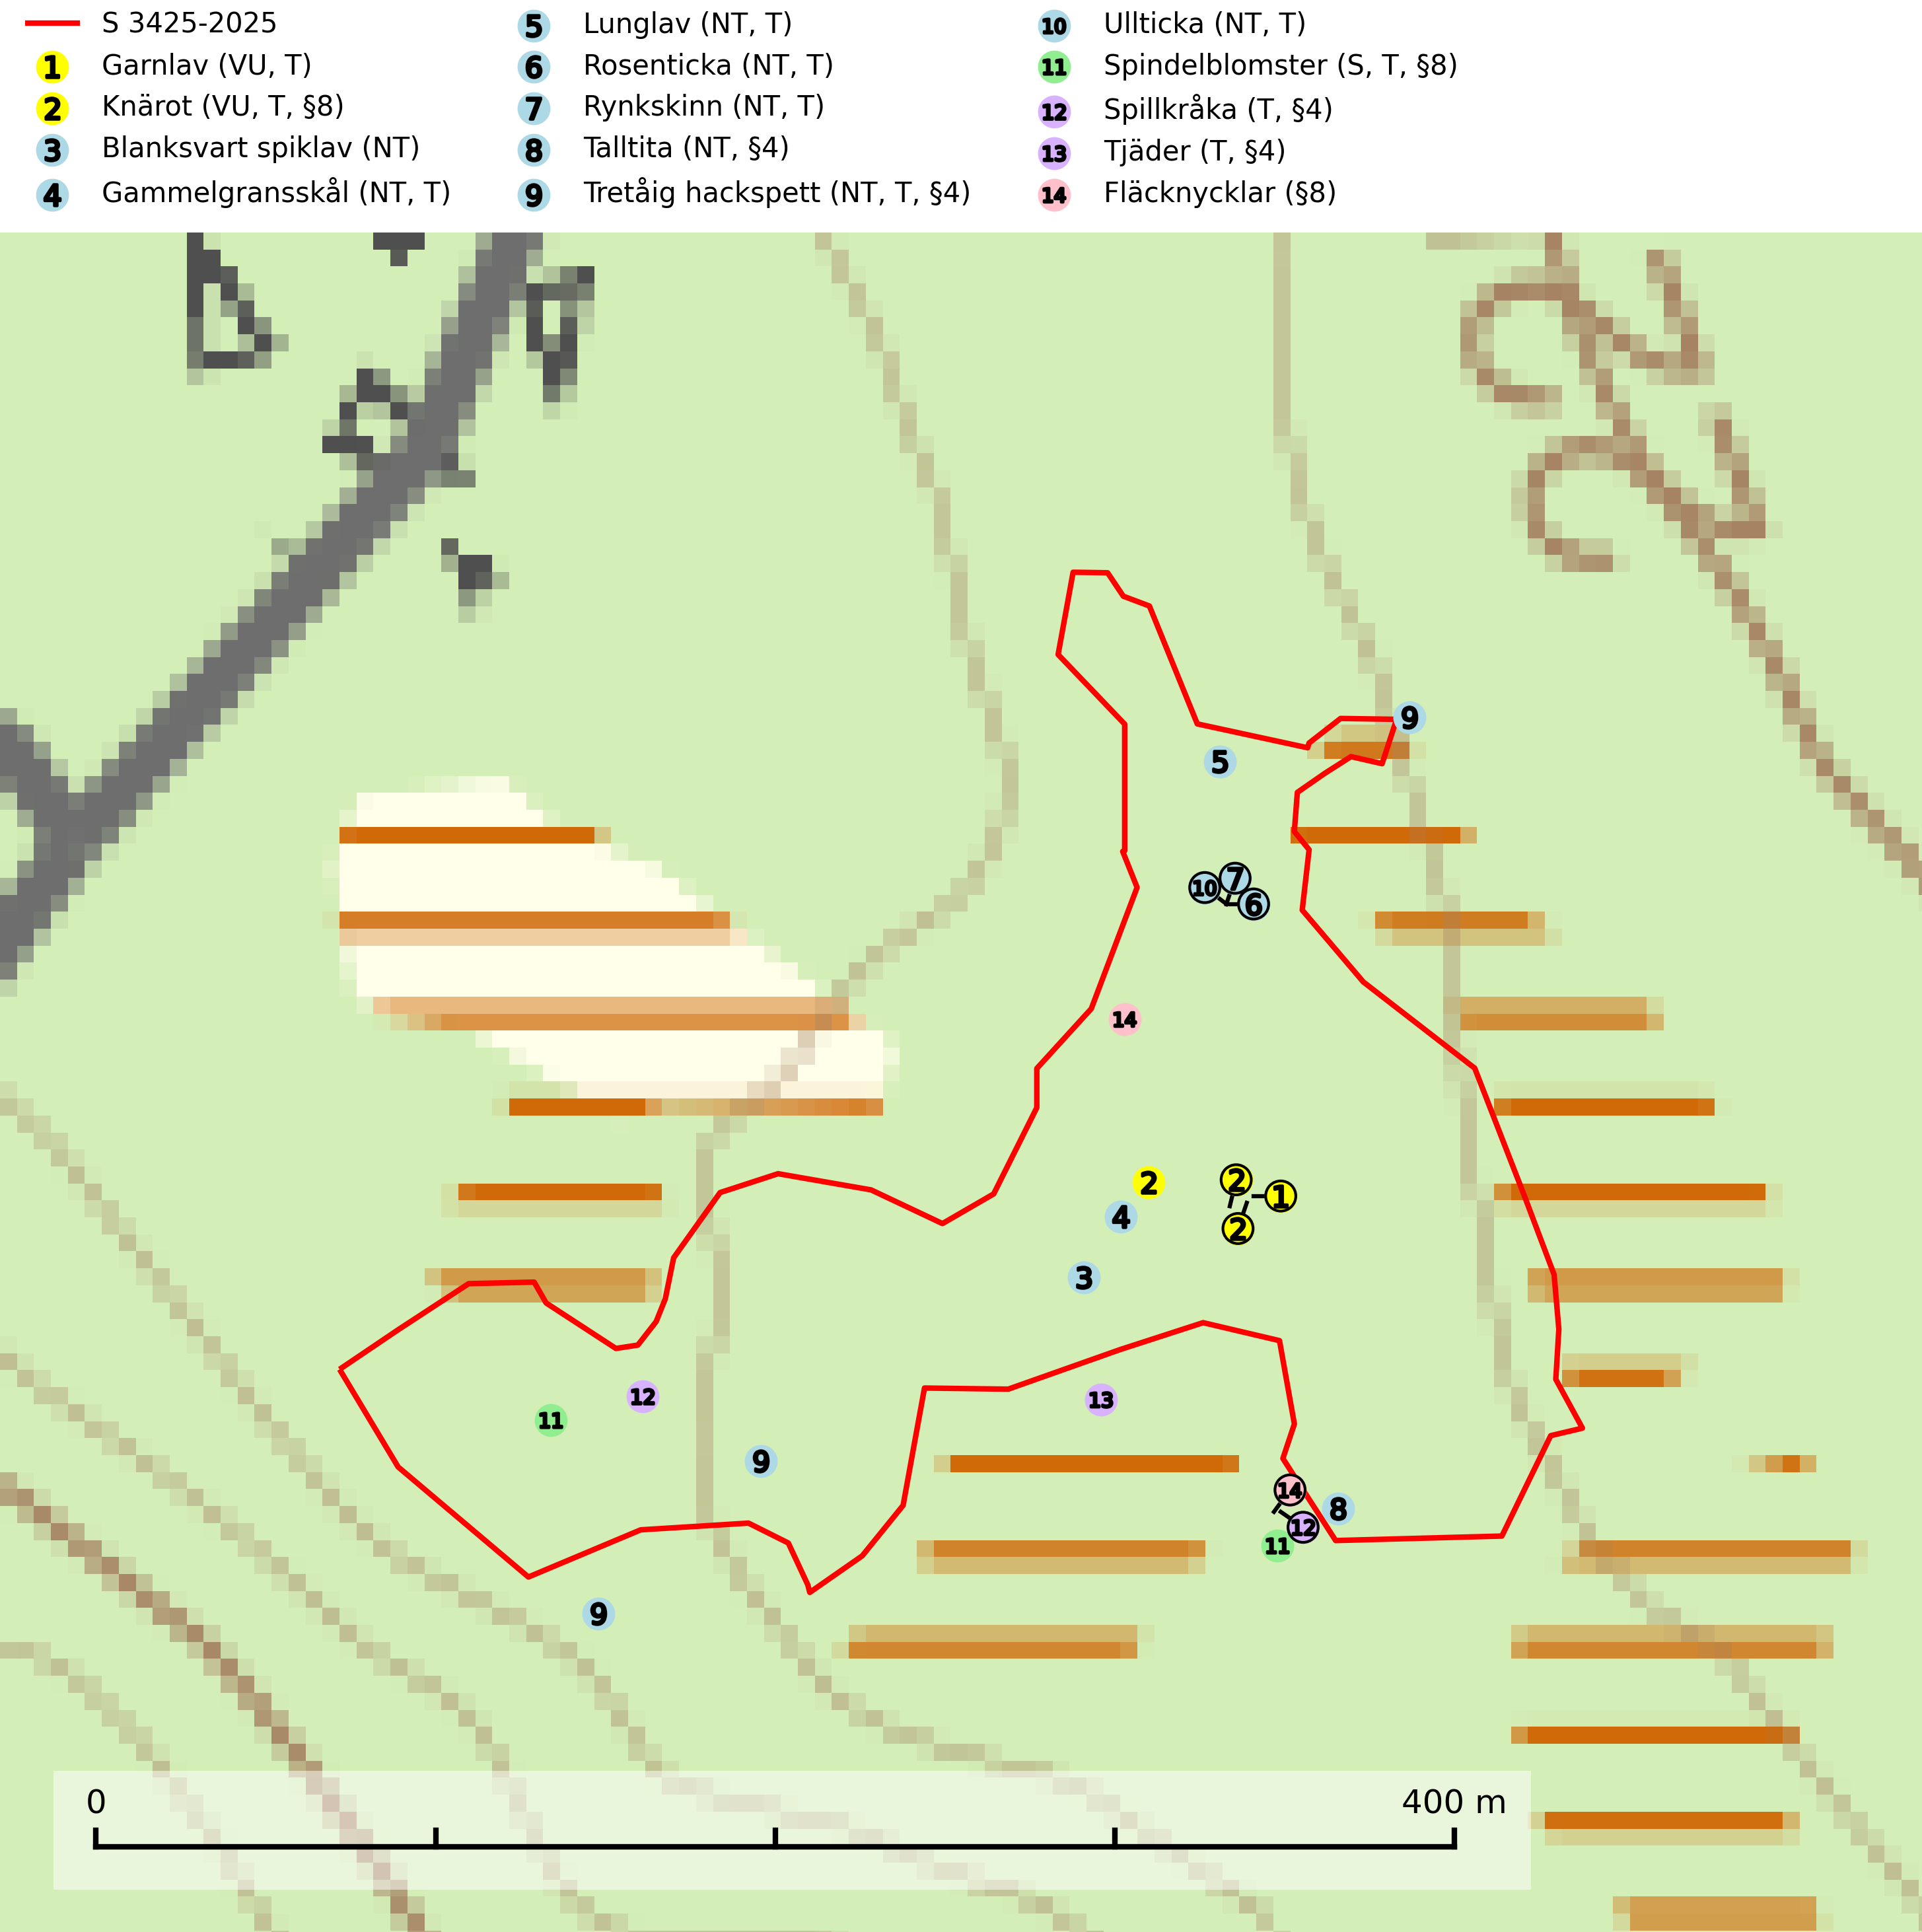 S 3425-2025
1 Garnlav (VU, T)
2 Knärot (VU, T, §8)
3 Blanksvart spiklav (NT)
4 Gammelgransskål (NT, T)
5 Lunglav (NT, T)
6 Rosenticka (NT, T)
7 Rynkskinn (NT, T)
8 Talltita (NT, §4)
9 Tretåig hackspett (NT, T, §4)
10 Ullticka (NT, T)
11 Spindelblomster (S, T, §8)
12 Spillkråka (T, §4)
13 Tjäder (T, §4)
14 Fläcknycklar (§8)
9
5
7
10
6
14
2
2
1
4
2
3
12
13
11
9
14
8
12
11
9
0
400 m